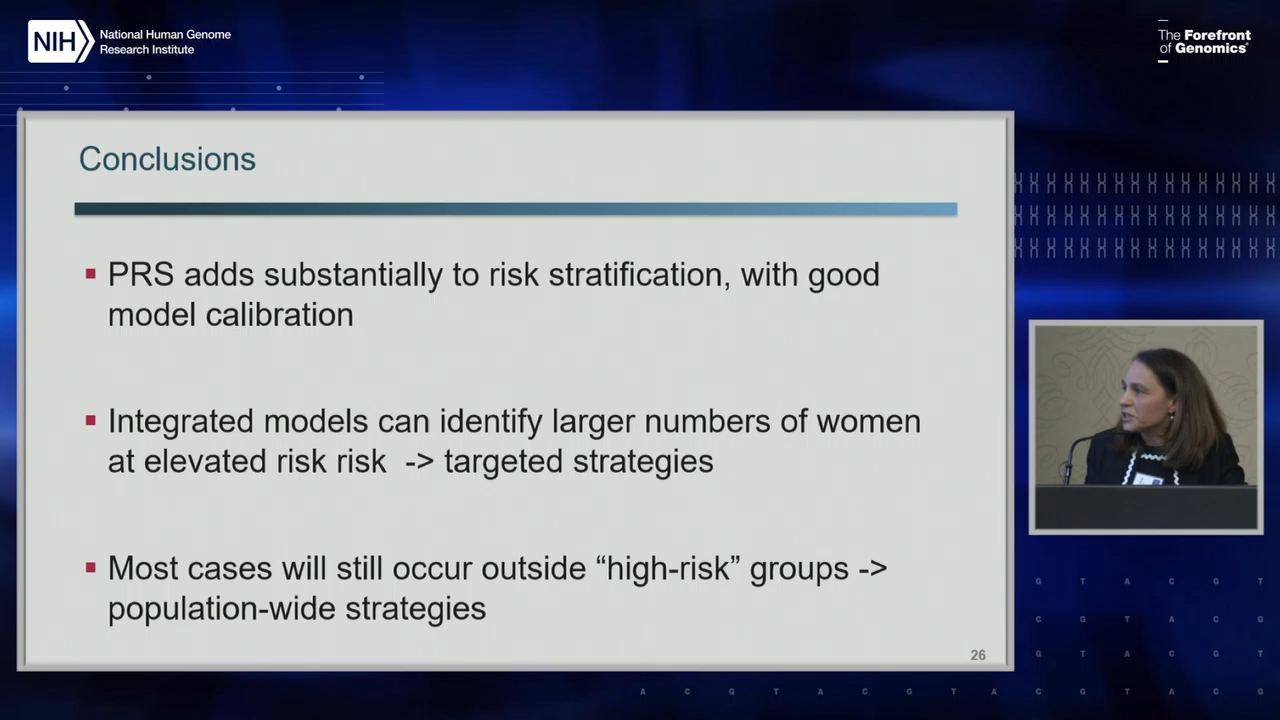 NIH
National Human Genome
Research Institute
The Forefront
of Genomics®
Conclusions
PRS adds substantially to risk stratification, with good
model calibration
Integrated models can identify larger numbers of women
at elevated risk risk -> targeted strategies
Most cases will still occur outside “high-risk” groups ->
population-wide strategies
26
G T A C G T
C G T A C G
G T A C G T
A C G T A C G T A C G T A C G